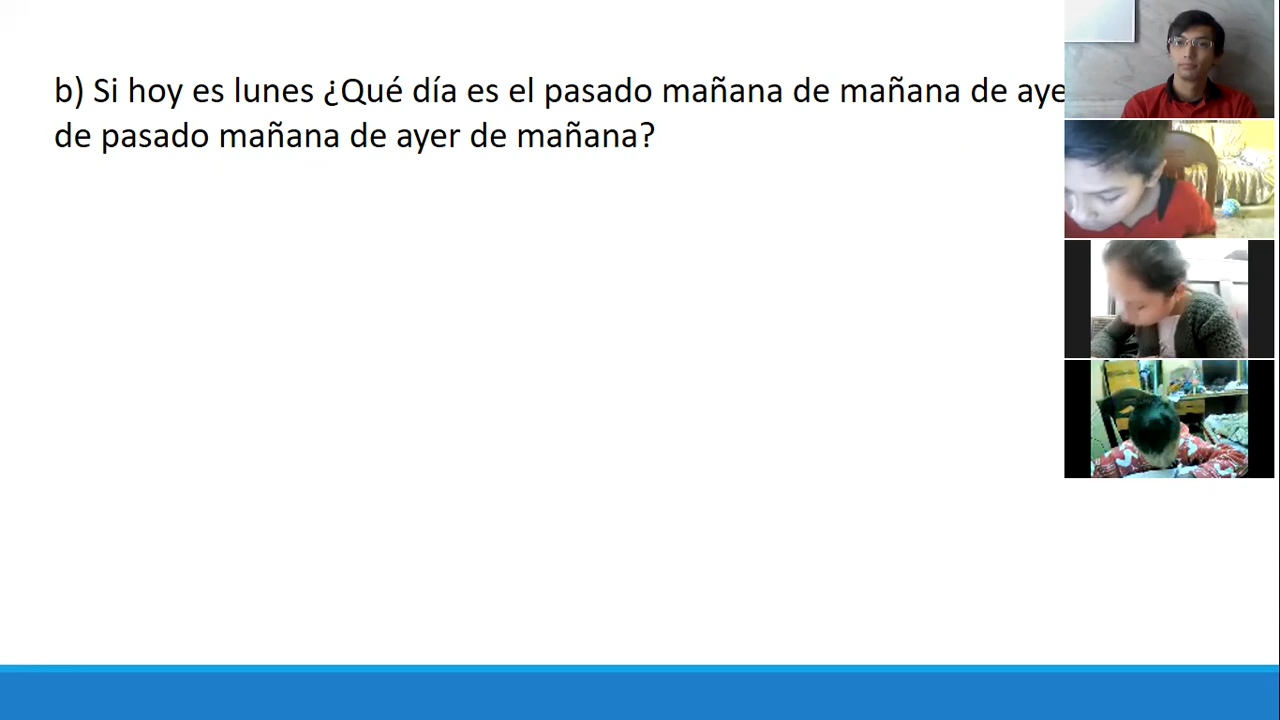 b) Si hoy es lunes ¿Qué día es el pasado mañana de mañana de aye
de pasado mañana de ayer de mañana?